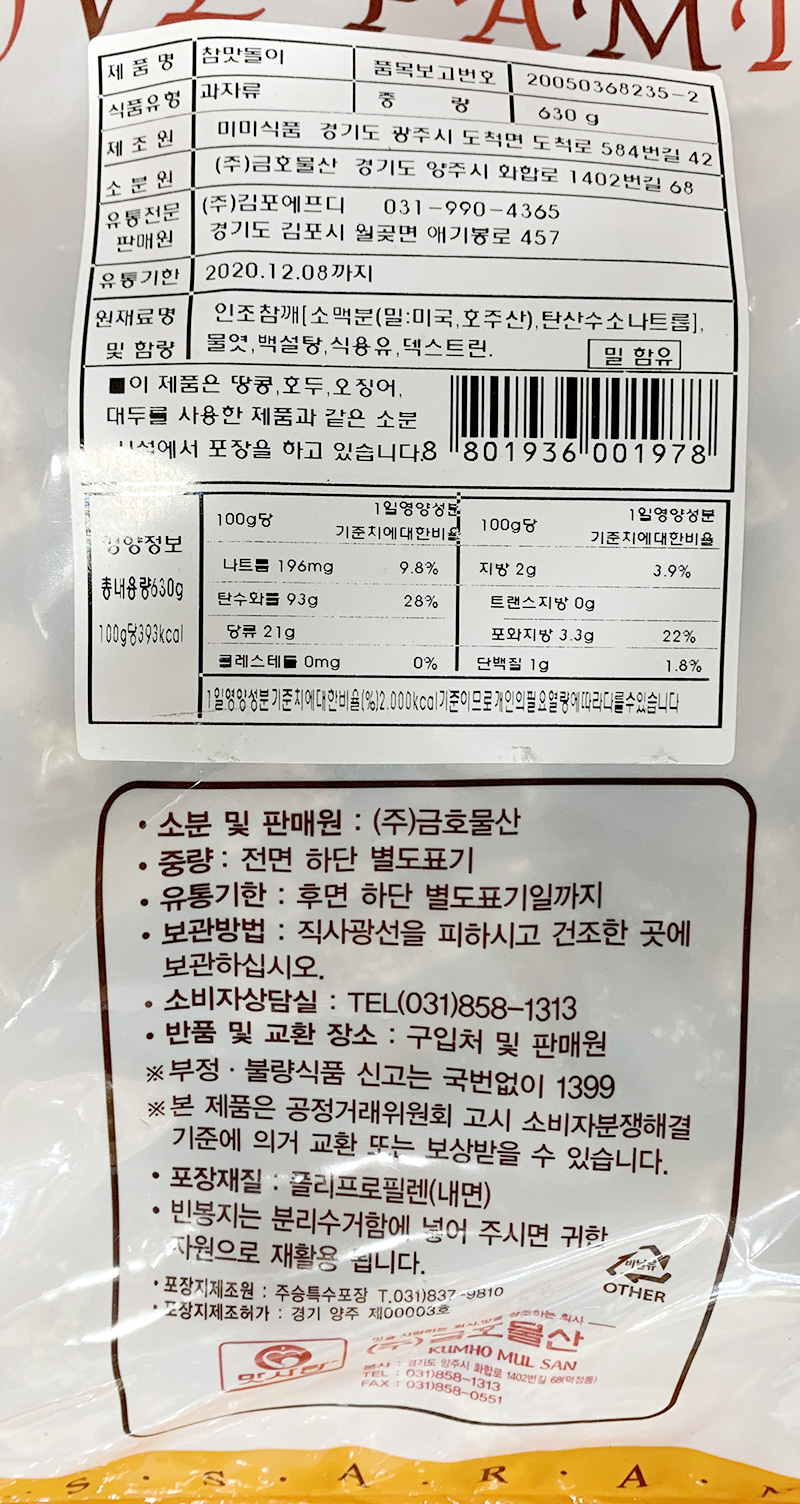 제 품 명 참맛돌이 품목보고번호 20050368235-2
식품유형 과자류 중 량 630 g
제 조 원 미미식품 경기도 광주시 도척면 도척로 584번길 42
소 분 원 (주)금호물산 경기도 양주시 화합로 1402번길 68
유통전문 (주)김포에프디 031-990-4365
판매원 경기도 김포시 월곶면 애기봉로 457
유통기한 2020.12.08까지
원재료명 인조참깨[소맥분(밀:미국,호주산),탄산수소나트륨],
및 함량 물엿,백설탕,식용유,덱스트린. 밀 함유
■이 제품은 땅콩,호두,오징어,
대두를 사용한 제품과 같은 소분
시설에서 포장을 하고 있습니다.
8 801936 001978
영양정보
총내용량630g
100g당393kcal
100g당 1일영양성분 기준치에대한비율 100g당 1일영양성분 기준치에대한비율
나트륨 196mg 9.8% 지방 2g 3.9%
탄수화물 93g 28% 트랜스지방 0g
당류 21g 포화지방 3.3g 22%
콜레스테롤 0mg 0% 단백질 1g 1.8%
1일영양성분기준치에대한비율(%)2,000kcal기준이므로개인의필요열량에따라다를수있습니다
• 소분 및 판매원 : (주)금호물산
• 중량 : 전면 하단 별도표기
• 유통기한 : 후면 하단 별도표기일까지
• 보관방법 : 직사광선을 피하시고 건조한 곳에
보관하십시오.
• 소비자상담실 : TEL(031)858-1313
• 반품 및 교환 장소 : 구입처 및 판매원
※부정 · 불량식품 신고는 국번없이 1399
※본 제품은 공정거래위원회 고시 소비자분쟁해결
기준에 의거 교환 또는 보상받을 수 있습니다.
• 포장재질 : 폴리프로필렌(내면)
• 빈봉지는 분리수거함에 넣어 주시면 귀한
자원으로 재활용 됩니다.
비닐류
OTHER
• 포장지제조원 : 주승특수포장 T.031)837-9810
• 포장지제조허가 : 경기 양주 제00003호
맛사랑
(주)금호물산
KUMHO MUL SAN
본사 : 경기도 양주시 화합로 1402번길 68(덕정동)
TEL : 031)858-1313
FAX : 031)858-0551
S · S · A · R · A ·